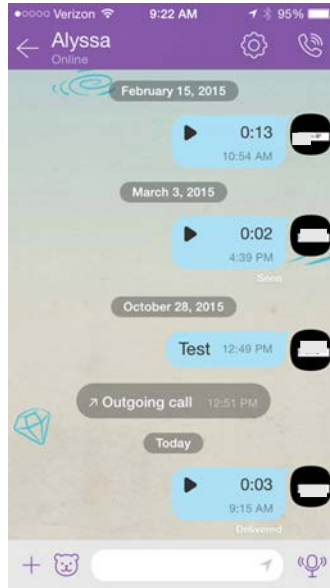 Verizon 9:22 AM 95%
Alyssa
Online
February 15, 2015
0:13
10:54 AM
March 3, 2015
0:02
4:39 PM
Seen
October 28, 2015
Test 12:49 PM
Outgoing call 12:51 PM
Today
0:03
9:15 AM
Delivered